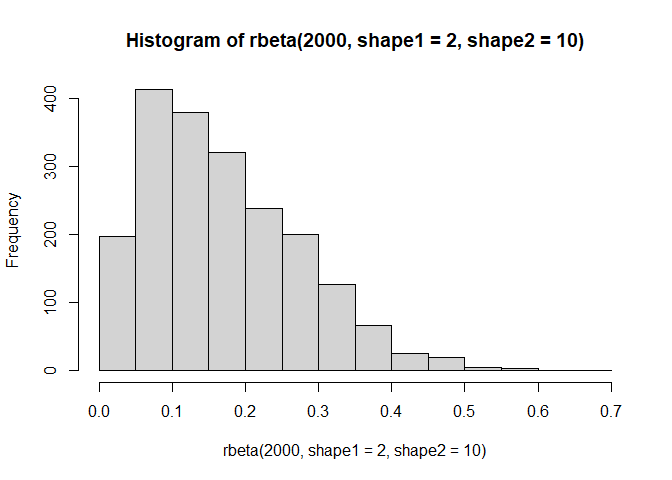 Histogram of rbeta(2000, shape1 = 2, shape2 = 10)
Frequency
400
300
200
100
0
0.0 0.1 0.2 0.3 0.4 0.5 0.6 0.7
rbeta(2000, shape1 = 2, shape2 = 10)